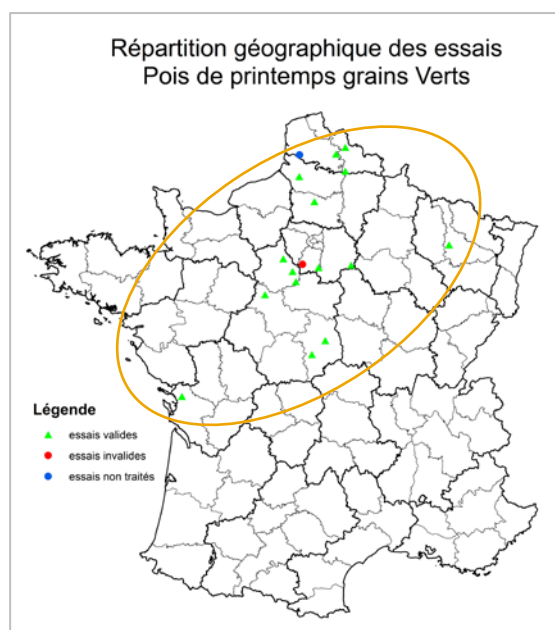 Répartition géographique des essais
Pois de printemps grains Verts
Légende
essais valides
essais invalides
essais non traités